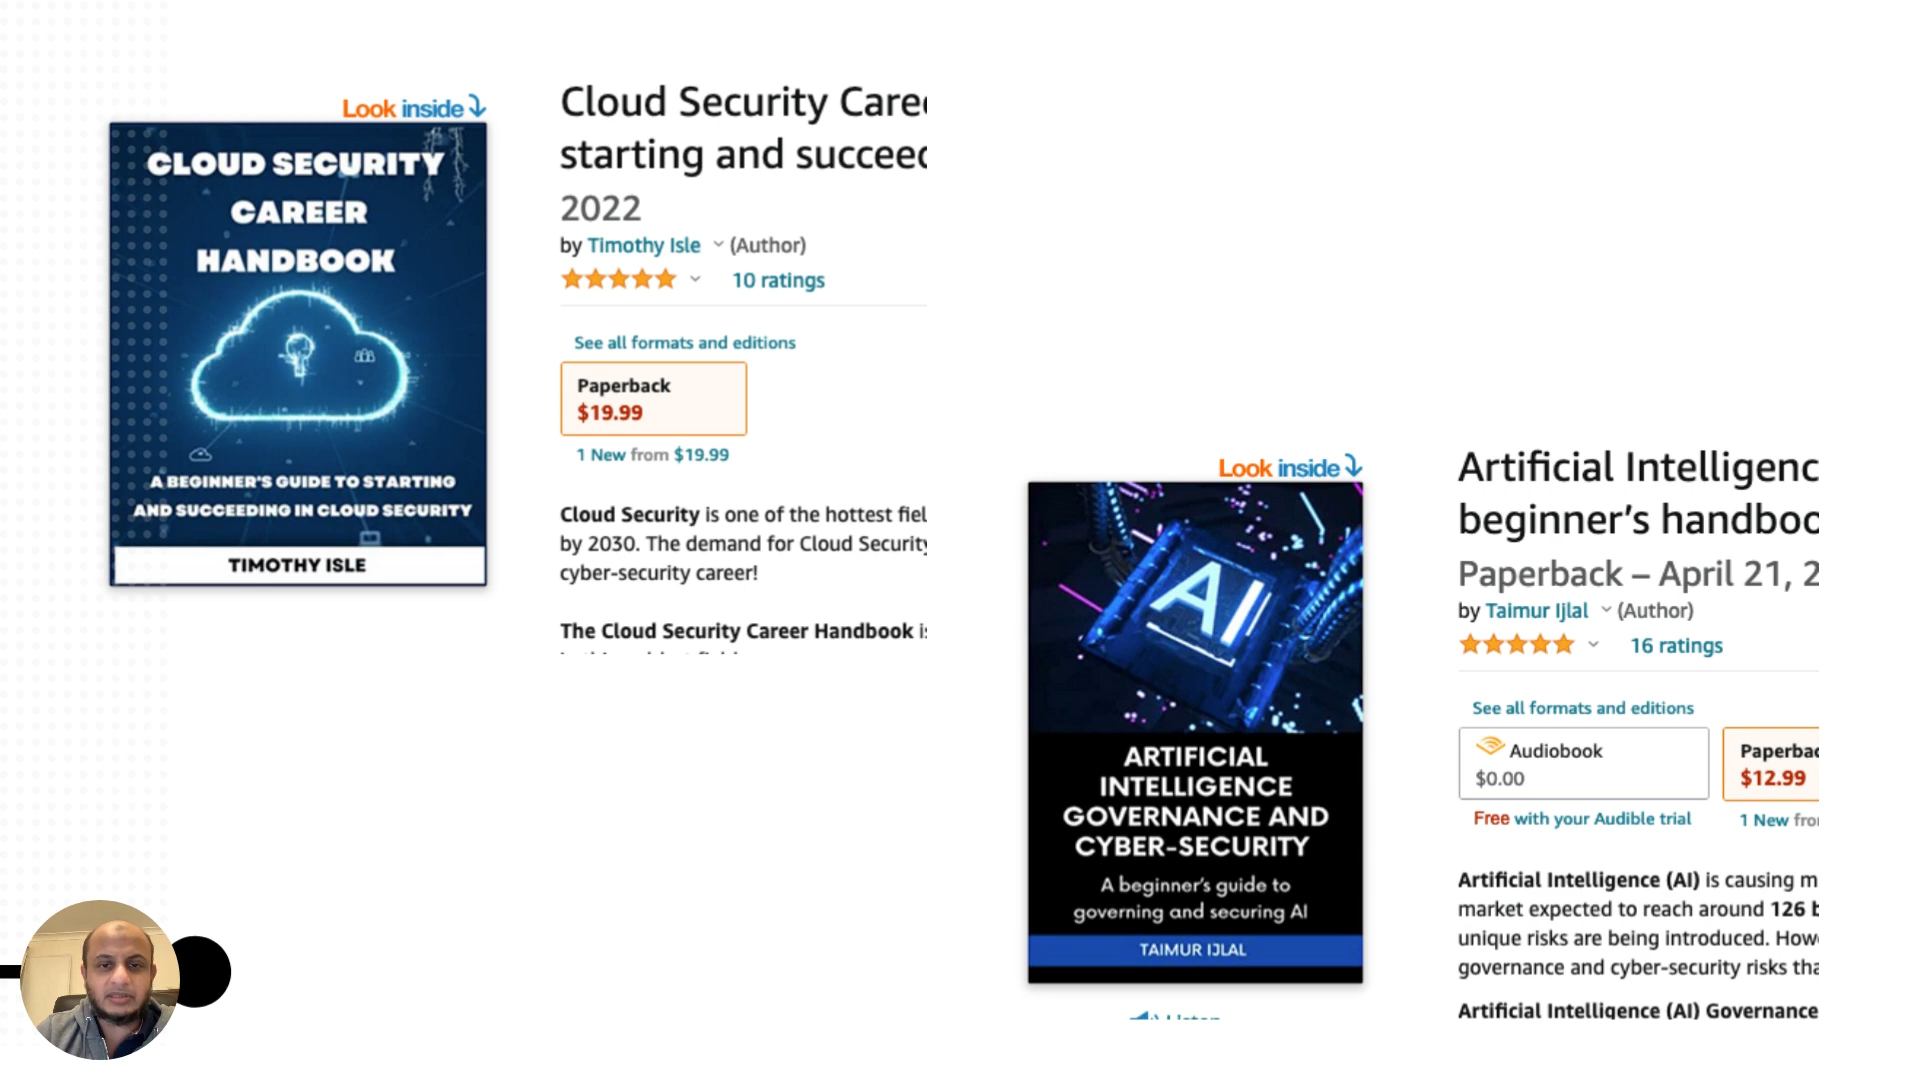 Look inside
CLOUD SECURITY
CAREER
HANDBOOK
A BEGINNER'S GUIDE TO STARTING
AND SUCCEEDING IN CLOUD SECURITY
TIMOTHY ISLE
Cloud Security Care
starting and succeed
2022
by Timothy Isle (Author)
10 ratings
See all formats and editions
Paperback
$19.99
1 New from $19.99
Cloud Security is one of the hottest fiel
by 2030. The demand for Cloud Security
cyber-security career!
The Cloud Security Career Handbook is
Look inside
AI
ARTIFICIAL
INTELLIGENCE
GOVERNANCE AND
CYBER-SECURITY
A beginner's guide to
governing and securing AI
TAIMUR IJLAL
Listen
Artificial Intelligenc
beginner's handboo
Paperback – April 21, 2
by Taimur Ijlal (Author)
16 ratings
See all formats and editions
Audiobook
$0.00
Free with your Audible trial
Paperbac
$12.99
1 New fro
Artificial Intelligence (AI) is causing m
market expected to reach around 126 b
unique risks are being introduced. How
governance and cyber-security risks tha
Artificial Intelligence (AI) Governance